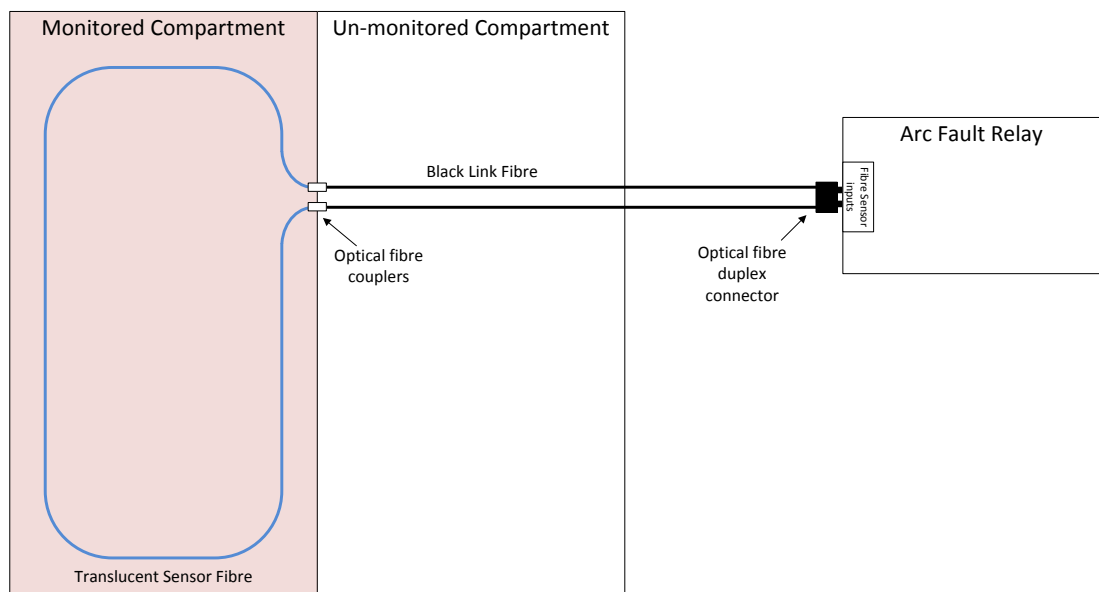 Monitored Compartment
Un-monitored Compartment
Arc Fault Relay
Black Link Fibre
Fibre Sensor
inputs
Optical fibre
couplers
Optical fibre
duplex
connector
Translucent Sensor Fibre